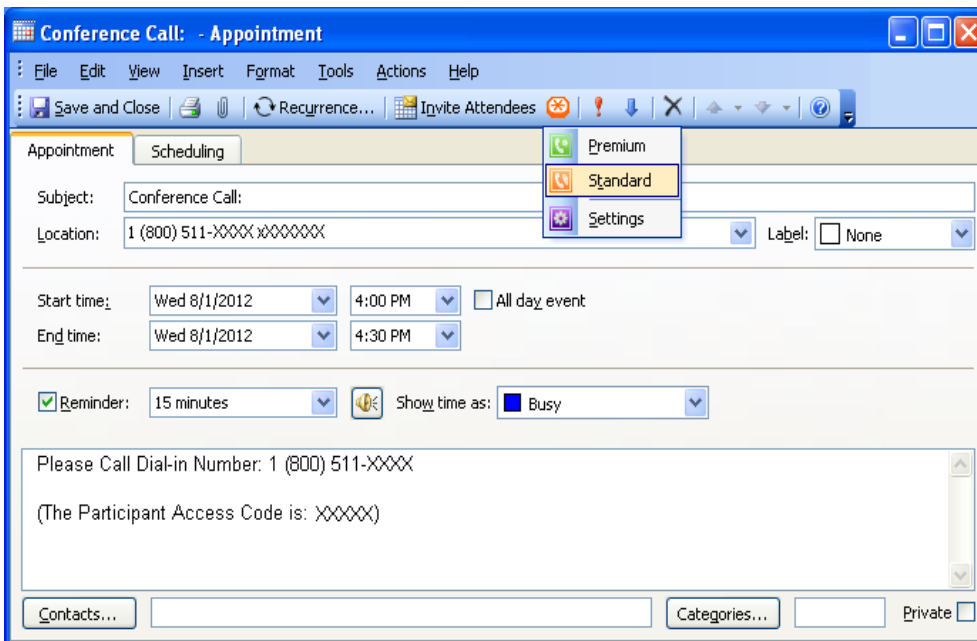 Conference Call:  - Appointment
File Edit View Insert Format Tools Actions Help
Save and Close Recurrence... Invite Attendees
Appointment Scheduling
Premium
Standard
Settings
Subject: Conference Call:
Location: 1 (800) 511-XXXX xXXXXXX Label: None
Start time: Wed 8/1/2012 4:00 PM All day event
End time: Wed 8/1/2012 4:30 PM
Reminder: 15 minutes Show time as: Busy
Please Call Dial-in Number: 1 (800) 511-XXXX
(The Participant Access Code is: XXXXX)
Contacts... Categories... Private